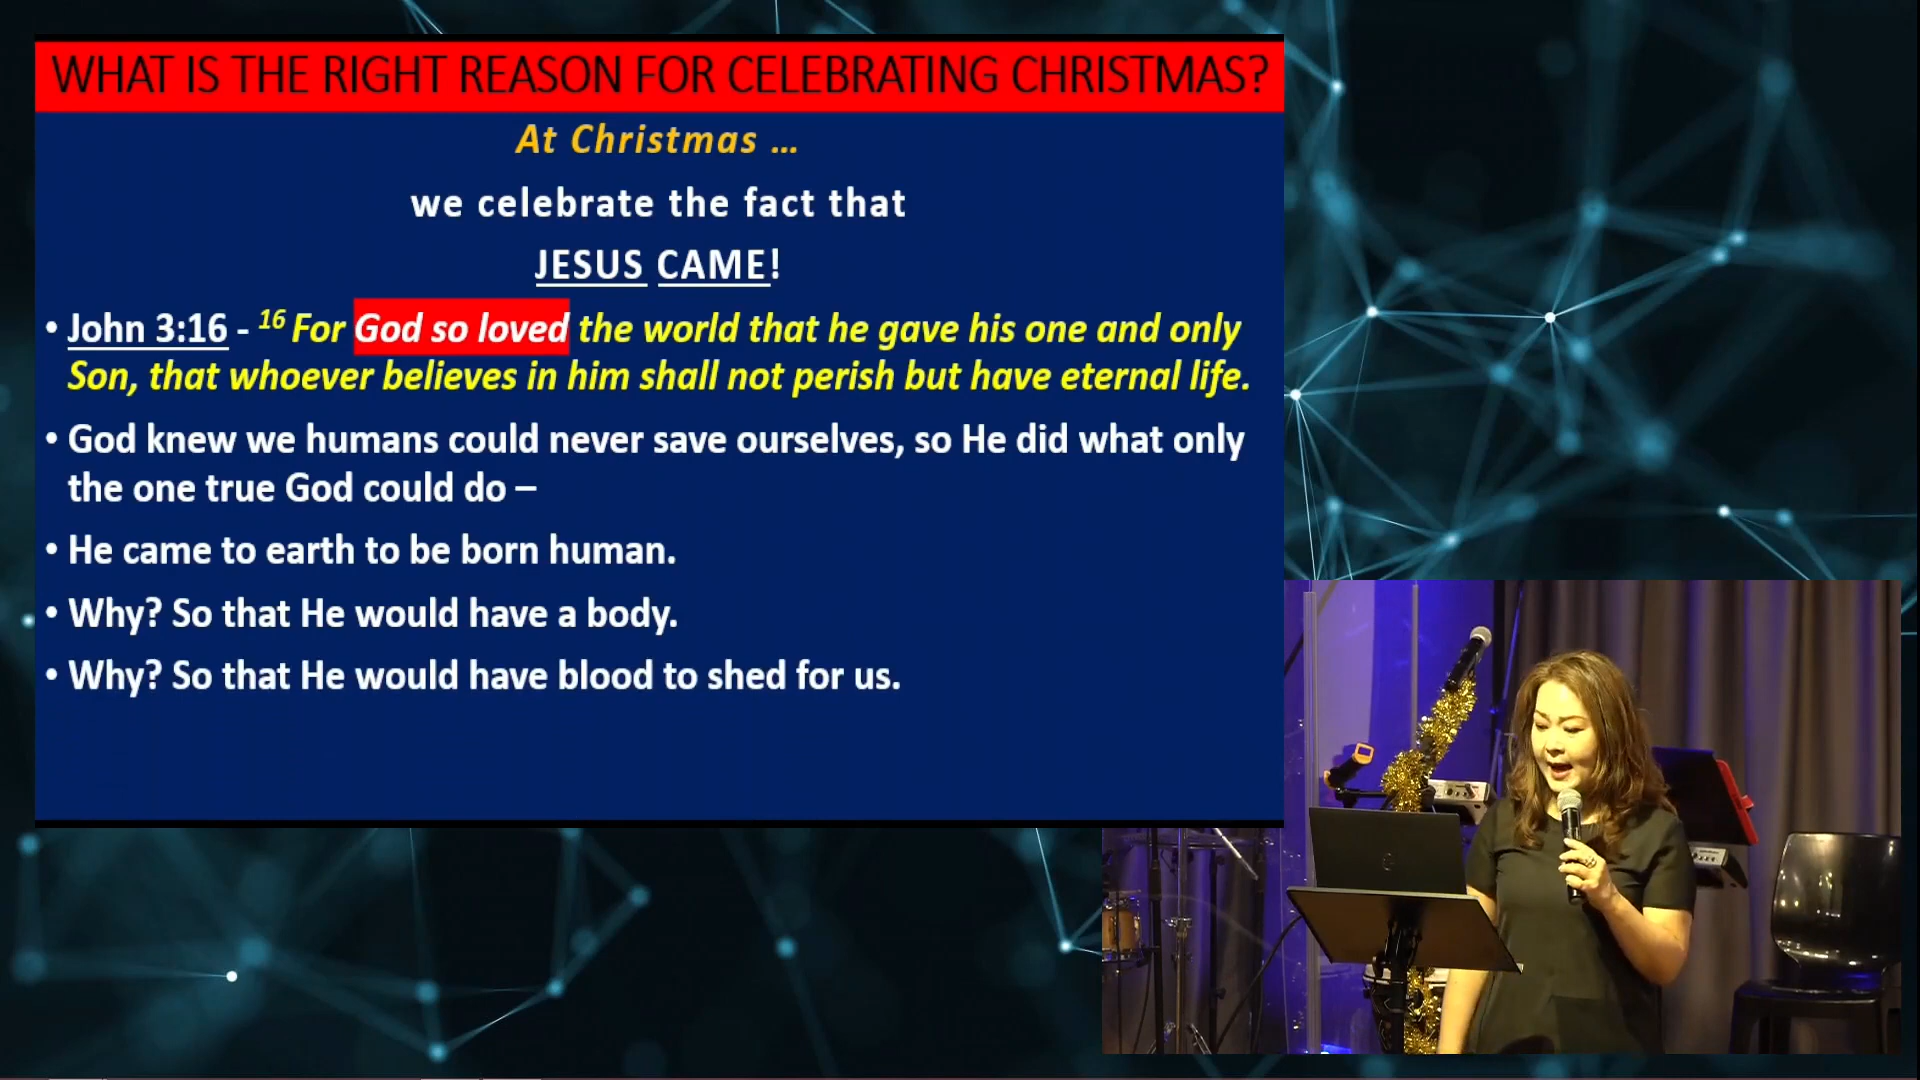 WHAT IS THE RIGHT REASON FOR CELEBRATING CHRISTMAS?
At Christmas ...
we celebrate the fact that
JESUS CAME!
• John 3:16 - 16 For God so loved the world that he gave his one and only
Son, that whoever believes in him shall not perish but have eternal life.
• God knew we humans could never save ourselves, so He did what only
the one true God could do –
• He came to earth to be born human.
• Why? So that He would have a body.
• Why? So that He would have blood to shed for us.